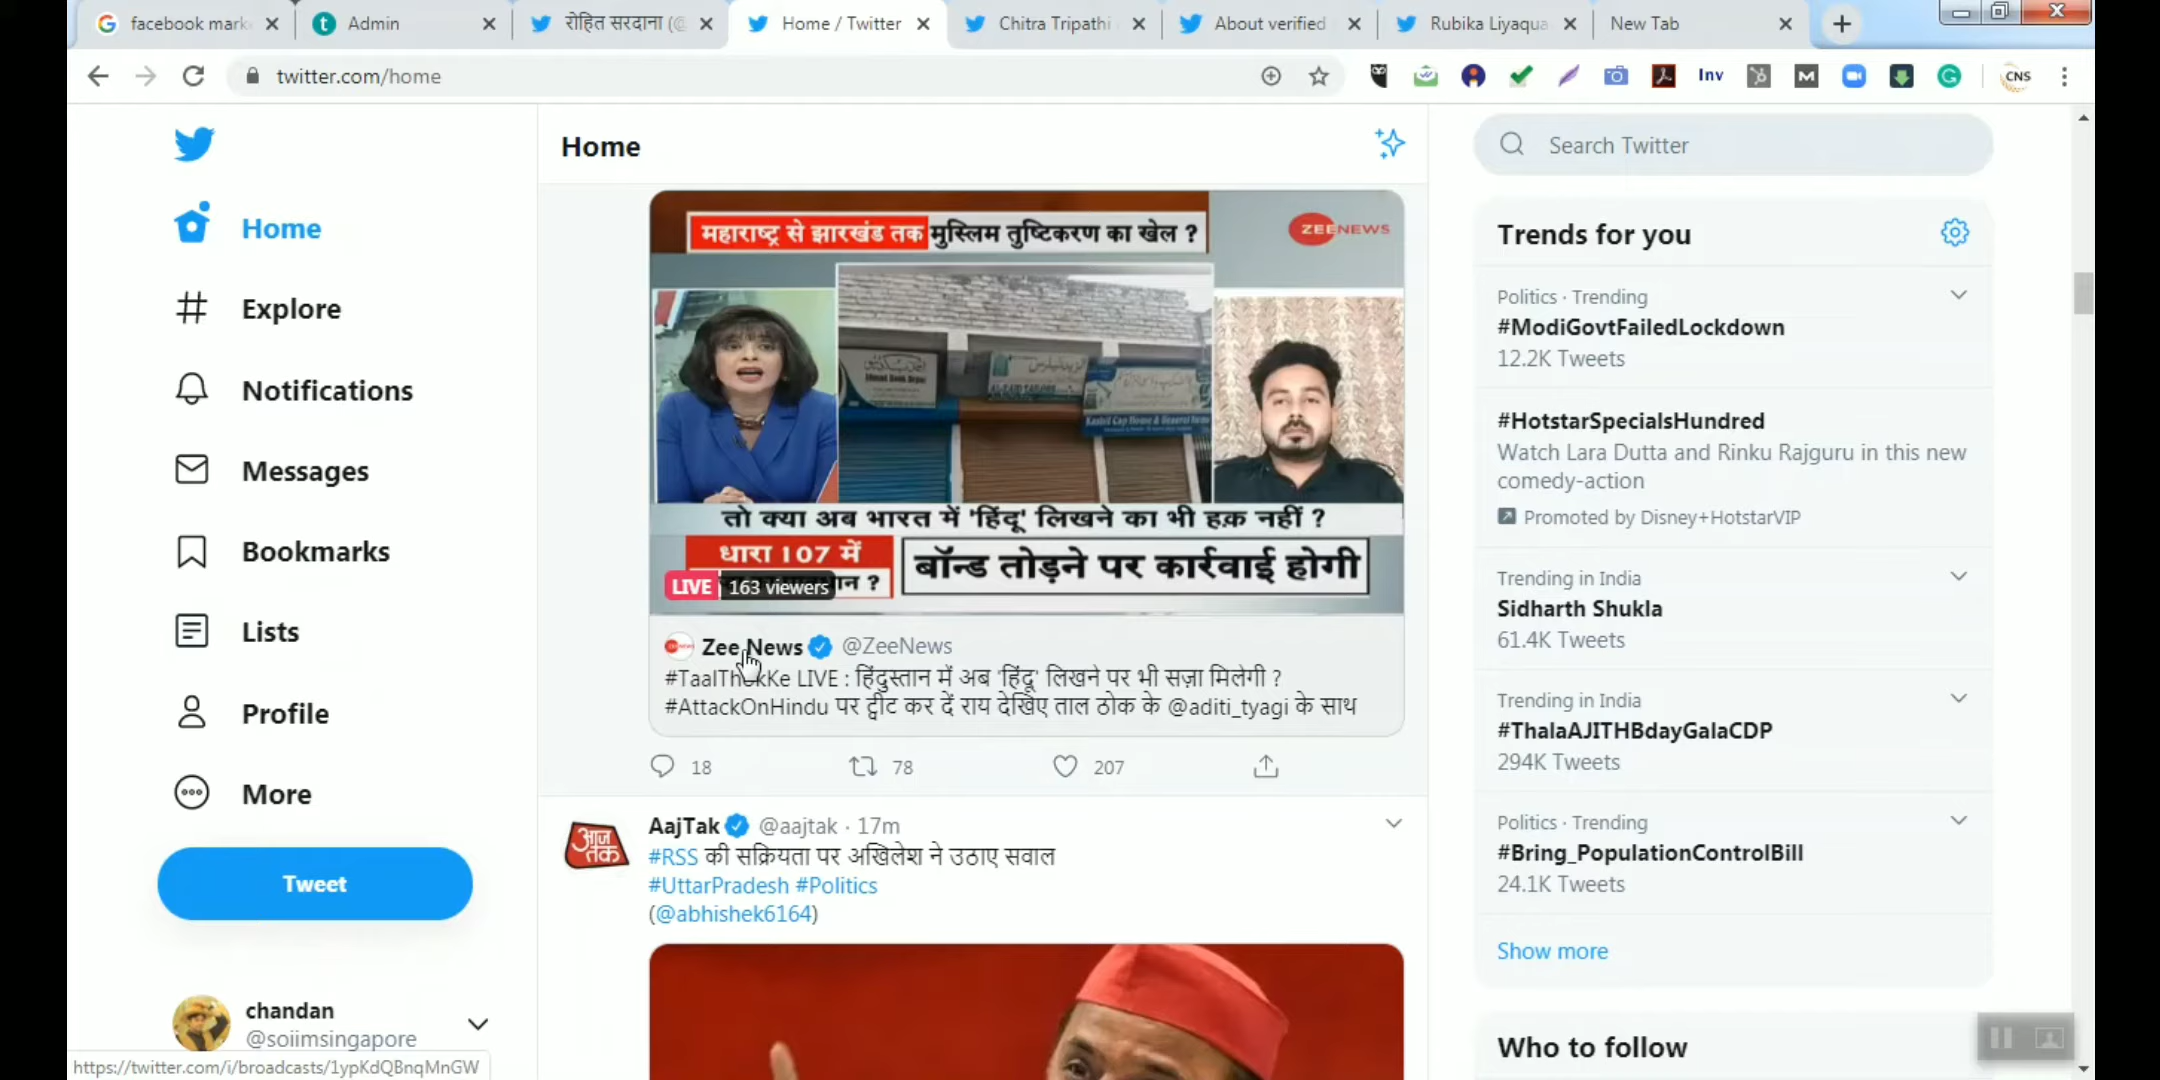 facebook mark
Admin
रोहित सरदाना (@
Home / Twitter
Chitra Tripathi
About verified
Rubika Liyaqua
New Tab
twitter.com/home
Inv
CNS
Home
Explore
Notifications
Messages
Bookmarks
Lists
Profile
More
Tweet
chandan
@soiimsingapore
https://twitter.com/i/broadcasts/1ypKdQBnqMnGW
Home
महाराष्ट्र से झारखंड तक मुस्लिम तुष्टिकरण का खेल ?
ZEENEWS
तो क्या अब भारत में 'हिंदू' लिखने का भी हक़ नहीं ?
धारा 107 में
बॉन्ड तोड़ने पर कार्रवाई होगी
LIVE 163 viewers
Zee News @ZeeNews
#TaalThokKe LIVE : हिंदुस्तान में अब 'हिंदू' लिखने पर भी सज़ा मिलेगी ?
#AttackOnHindu पर ट्वीट कर दें राय देखिए ताल ठोक के @aditi_tyagi के साथ
18 78 207
आज तक
AajTak @aajtak · 17m
#RSS की सक्रियता पर अखिलेश ने उठाए सवाल
#UttarPradesh #Politics
(@abhishek6164)
Search Twitter
Trends for you
Politics · Trending
#ModiGovtFailedLockdown
12.2K Tweets
#HotstarSpecialsHundred
Watch Lara Dutta and Rinku Rajguru in this new
comedy-action
Promoted by Disney+HotstarVIP
Trending in India
Sidharth Shukla
61.4K Tweets
Trending in India
#ThalaAJITHBdayGalaCDP
294K Tweets
Politics · Trending
#Bring_PopulationControlBill
24.1K Tweets
Show more
Who to follow